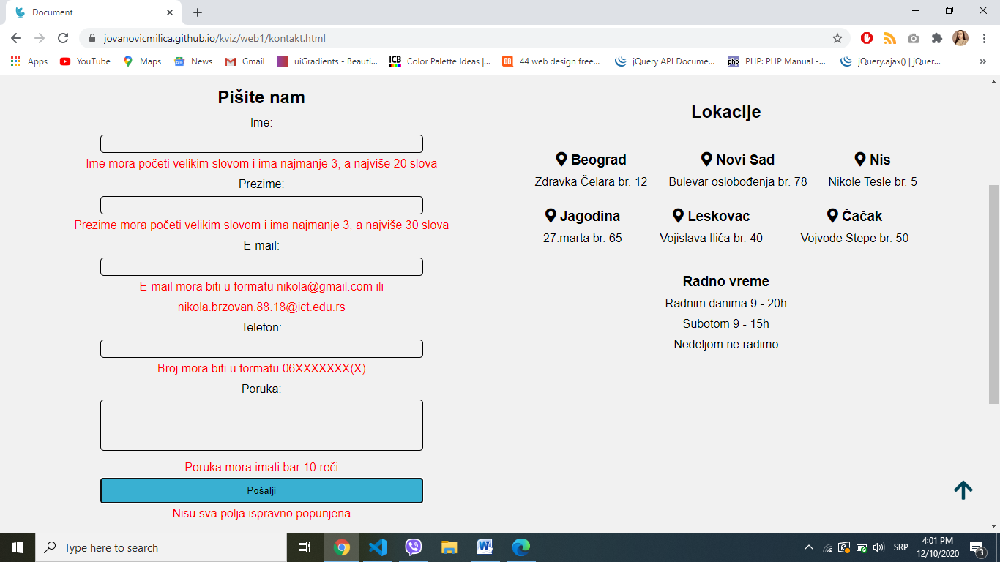 Document
jovanovicmilica.github.io/kviz/web1/kontakt.html
Apps YouTube Maps News Gmail uiGradients - Beauti... ICB Color Palette Ideas |... CB 44 web design free... jQuery API Docume... php PHP: PHP Manual -... jQuery.ajax() | jQuer... »
Pišite nam
Ime:
Ime mora početi velikim slovom i ima najmanje 3, a najviše 20 slova
Prezime:
Prezime mora početi velikim slovom i ima najmanje 3, a najviše 30 slova
E-mail:
E-mail mora biti u formatu nikola@gmail.com ili
nikola.brzovan.88.18@ict.edu.rs
Telefon:
Broj mora biti u formatu 06XXXXXXX(X)
Poruka:
Poruka mora imati bar 10 reči
Pošalji
Nisu sva polja ispravno popunjena
Lokacije
Beograd Novi Sad Nis
Zdravka Čelara br. 12 Bulevar oslobođenja br. 78 Nikole Tesle br. 5
Jagodina Leskovac Čačak
27.marta br. 65 Vojislava Ilića br. 40 Vojvode Stepe br. 50
Radno vreme
Radnim danima 9 - 20h
Subotom 9 - 15h
Nedeljom ne radimo
Type here to search
SRP
4:01 PM
12/10/2020
3